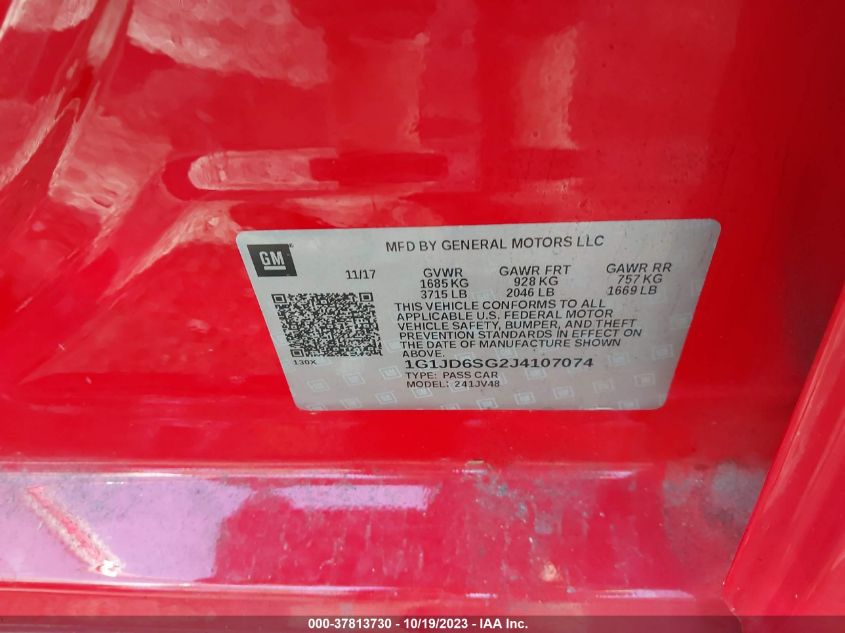 GM
MFD BY GENERAL MOTORS LLC
11/17 GVWR GAWR FRT GAWR RR
1685 KG 928 KG 757 KG
3715 LB 2046 LB 1669 LB
THIS VEHICLE CONFORMS TO ALL
APPLICABLE U.S. FEDERAL MOTOR
VEHICLE SAFETY, BUMPER, AND THEFT
PREVENTION STANDARDS IN EFFECT ON
THE DATE OF MANUFACTURE SHOWN
ABOVE.
130X
1G1JD6SG2J4107074
TYPE: PASS CAR
MODEL: 241JV48
000-37813730 - 10/19/2023 - IAA Inc.